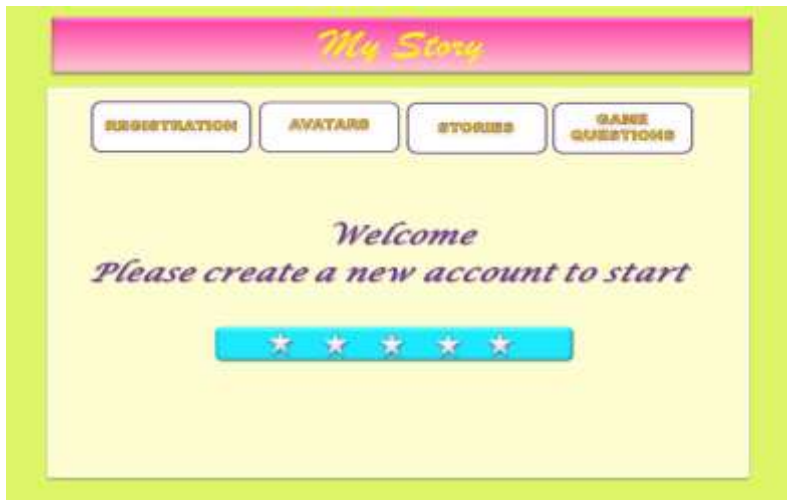 My Story
REGISTRATION
AVATARS
STORIES
GAME
QUESTIONS
Welcome
Please create a new account to start